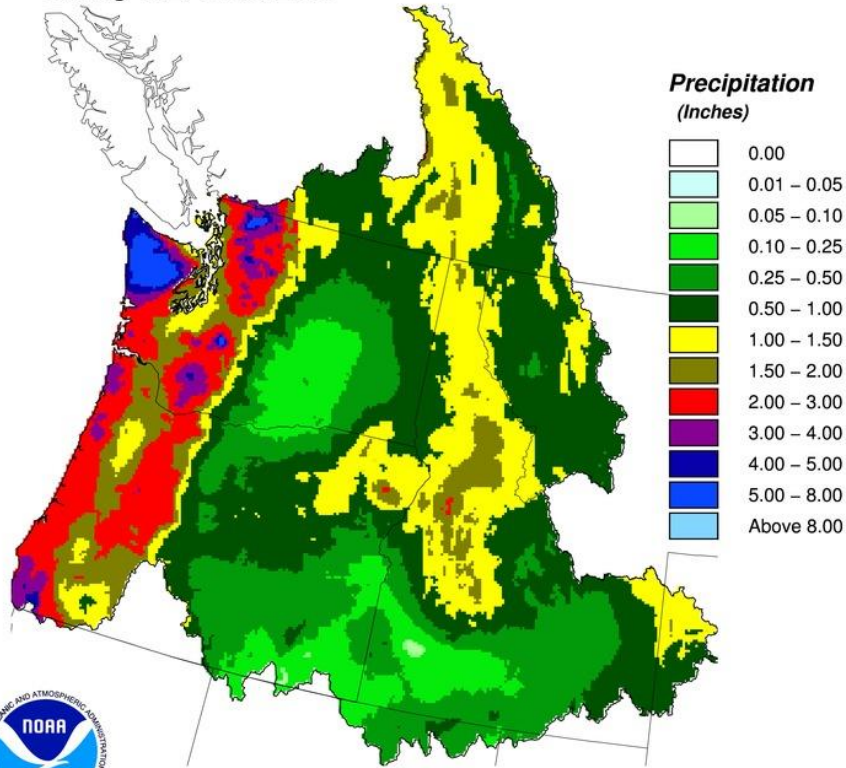 Precipitation
(Inches)
0.00
0.01 – 0.05
0.05 – 0.10
0.10 – 0.25
0.25 – 0.50
0.50 – 1.00
1.00 – 1.50
1.50 – 2.00
2.00 – 3.00
3.00 – 4.00
4.00 – 5.00
5.00 – 8.00
Above 8.00
AND ATMOSPHERIC
NOAA